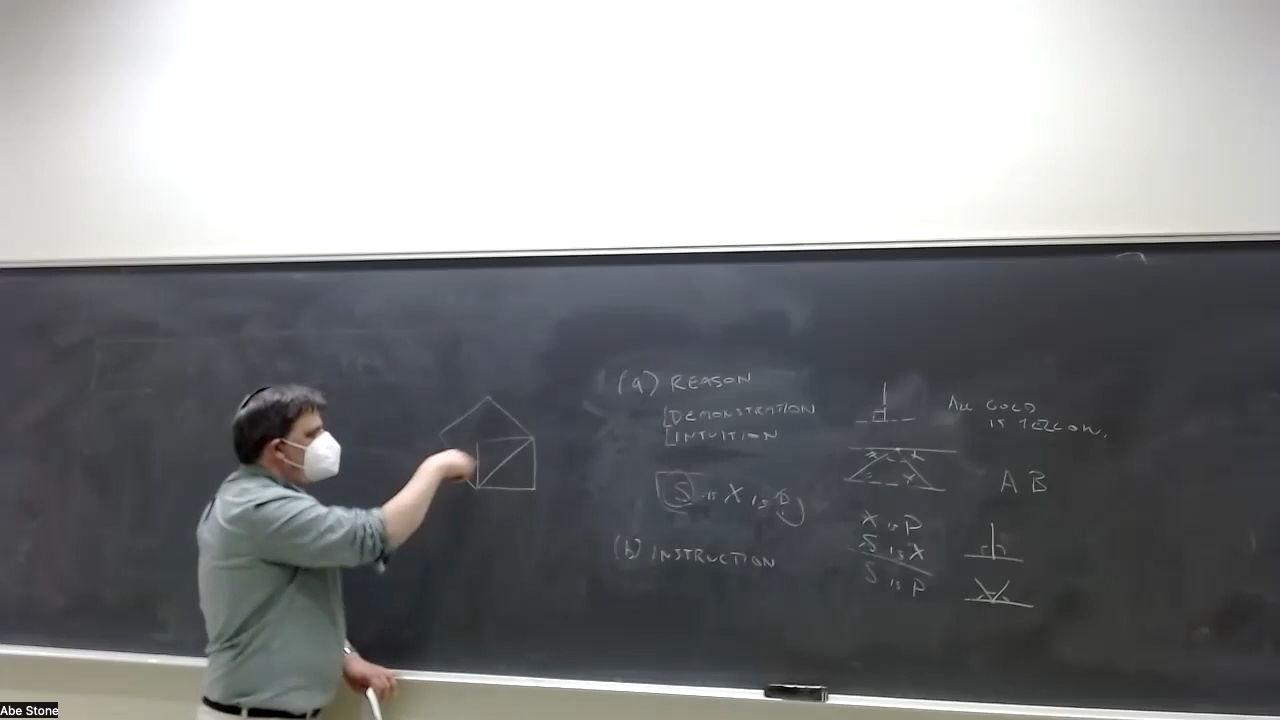 (a) REASON
[DEMONSTRATION
[INTUITION
S is X is P
(b) INSTRUCTION
ALL GOLD
IS YELLOW.
A B
X is P
S is X
S is P
Abe Stone